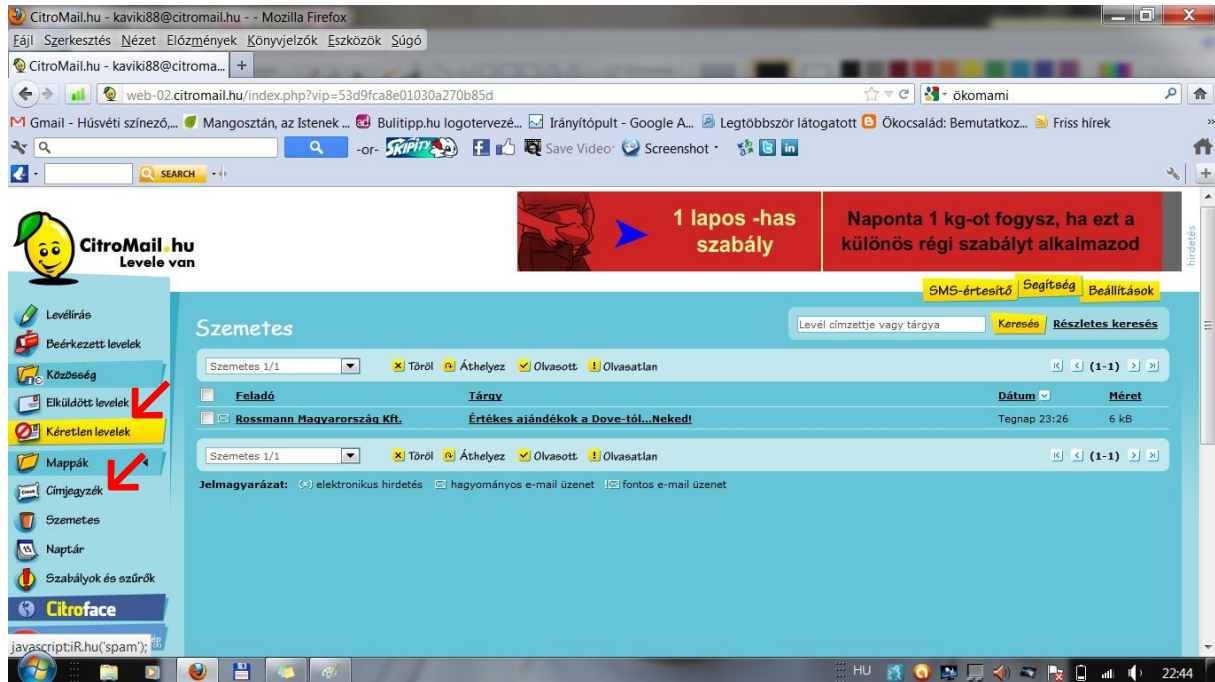 CitroMail.hu - kaviki88@citromail.hu - - Mozilla Firefox
Fájl Szerkesztés Nézet Előzmények Könyvjelzők Eszközök Súgó
CitroMail.hu - kaviki88@citroma... +
web-02.citromail.hu/index.php?vip=53d9fca8e01030a270b85d
ökomami
Gmail - Húsvéti színező,... Mangosztán, az Istenek ... Bulitipp.hu logotervezé... Irányítópult - Google A... Legtöbbször látogatott Ökocsalád: Bemutatkoz... Friss hírek »
-or- SKIPITY Save Video Screenshot
SEARCH
CitroMail.hu
Levele van
1 lapos -has szabály
Naponta 1 kg-ot fogysz, ha ezt a különös régi szabályt alkalmazod
hirdetés
SMS-értesítő Segítség Beállítások
Levélírás
Beérkezett levelek
Közösség
Elküldött levelek
Kéretlen levelek
Mappák
Címjegyzék
Szemetes
Naptár
Szabályok és szűrők
Citroface
Szemetes
Levél címzettje vagy tárgya Keresés Részletes keresés
Szemetes 1/1 Töröl Áthelyez Olvasott Olvasatlan (1-1)
Feladó Tárgy Dátum Méret
Rossmann Magyarország Kft. Értékes ajándékok a Dove-tól...Neked! Tegnap 23:26 6 kB
Szemetes 1/1 Töröl Áthelyez Olvasott Olvasatlan (1-1)
Jelmagyarázat: elektronikus hirdetés hagyományos e-mail üzenet fontos e-mail üzenet
javascript:iR.hu('spam');
HU 22:44